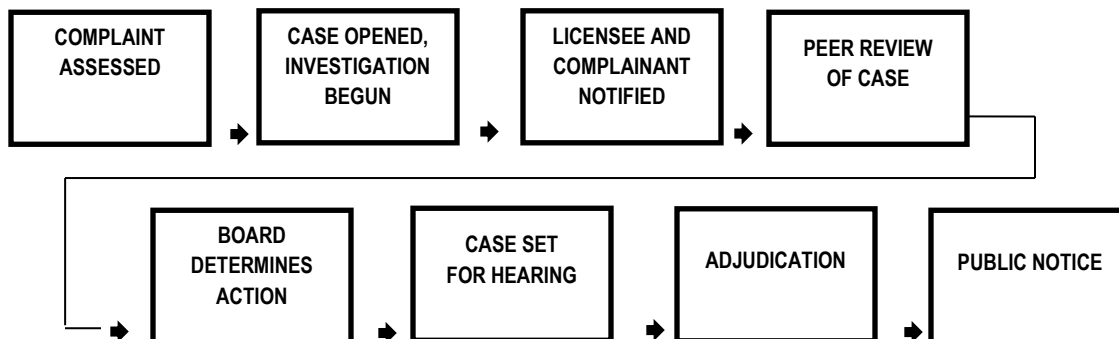 COMPLAINT
ASSESSED
CASE OPENED,
INVESTIGATION
BEGUN
LICENSEE AND
COMPLAINANT
NOTIFIED
PEER REVIEW
OF CASE
BOARD
DETERMINES
ACTION
CASE SET
FOR HEARING
ADJUDICATION
PUBLIC NOTICE